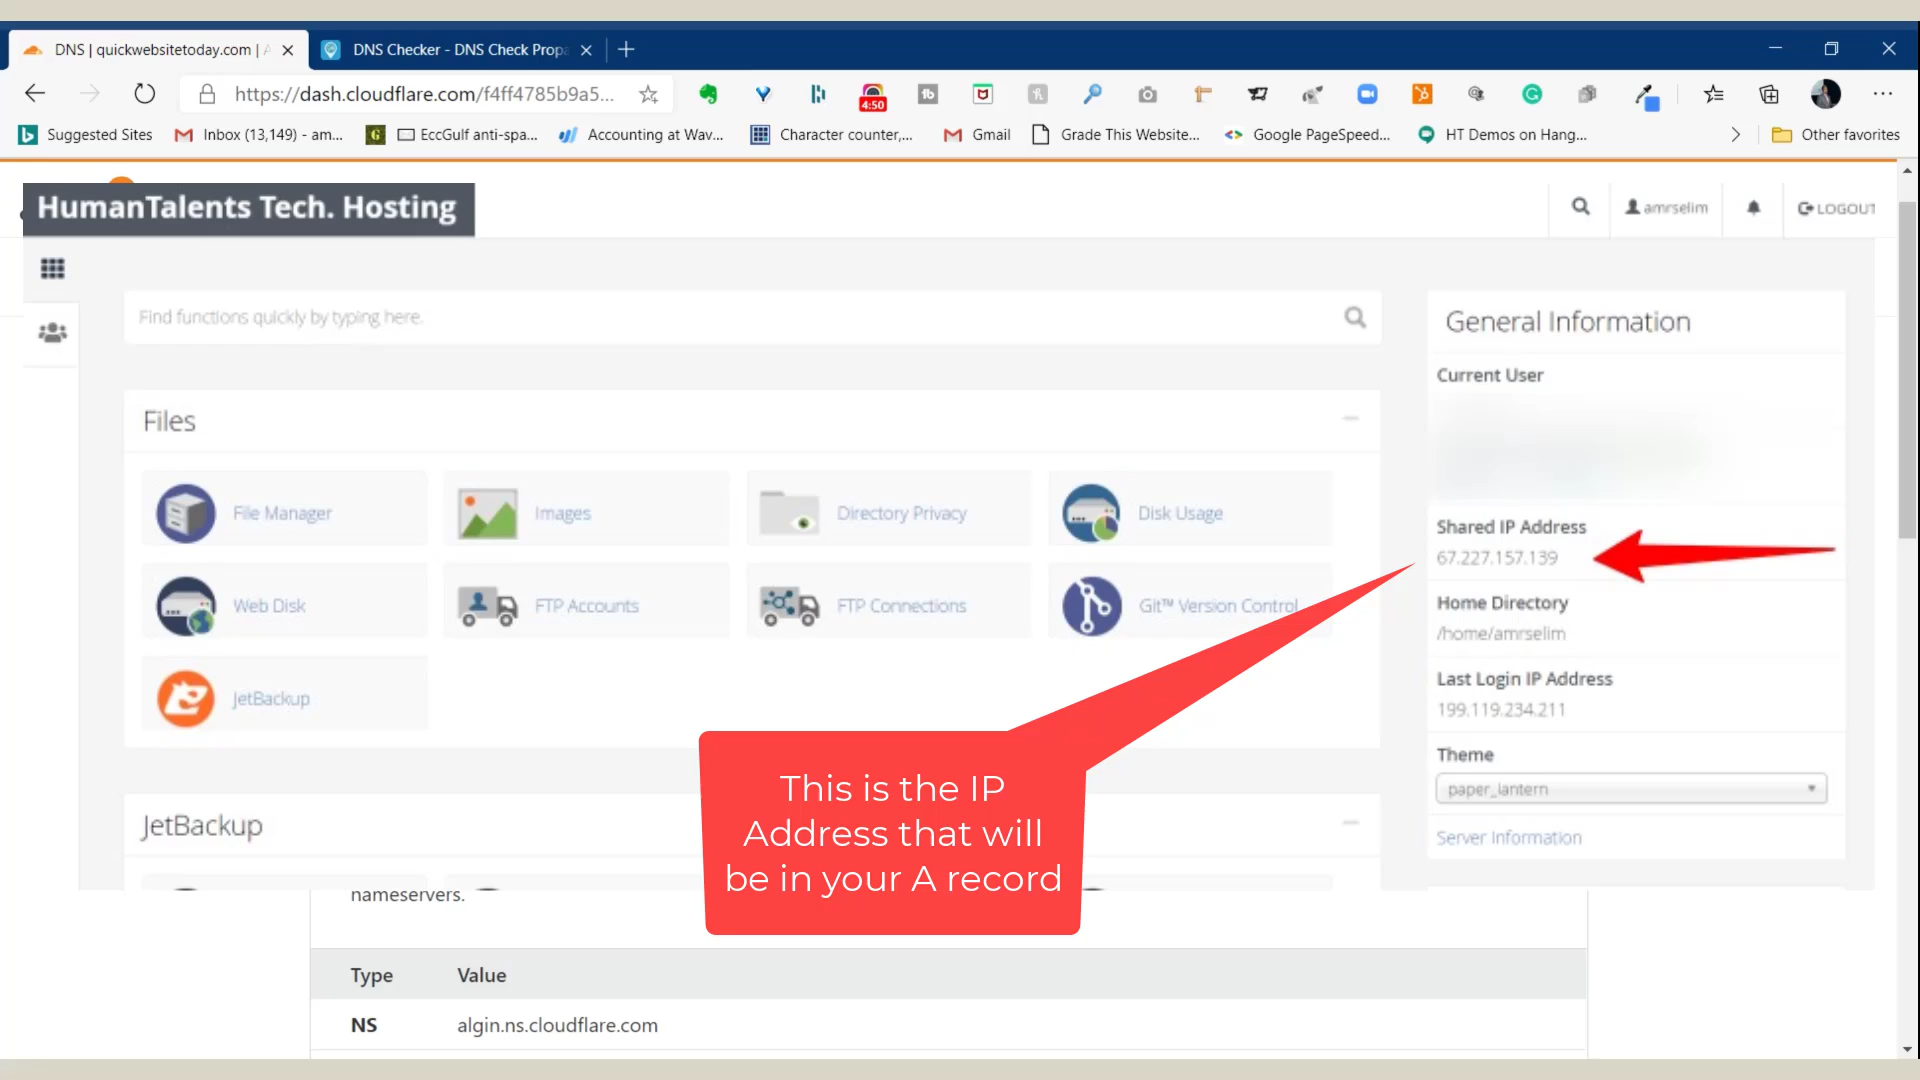 DNS | quickwebsitetoday.com |
DNS Checker - DNS Check Propa
https://dash.cloudflare.com/f4ff4785b9a5...
4:50
Suggested Sites
Inbox (13,149) - am...
EccGulf anti-spa...
Accounting at Wav...
Character counter,...
Gmail
Grade This Website...
Google PageSpeed...
HT Demos on Hang...
Other favorites
HumanTalents Tech. Hosting
amrselim
LOGOUT
Find functions quickly by typing here.
General Information
Current User
Files
File Manager
Images
Directory Privacy
Disk Usage
Shared IP Address
67.227.157.139
Web Disk
FTP Accounts
FTP Connections
Git™ Version Control
Home Directory
/home/amrselim
JetBackup
Last Login IP Address
199.119.234.211
Theme
paper_lantern
Server Information
This is the IP
Address that will
be in your A record
JetBackup
nameservers.
Type Value
NS algin.ns.cloudflare.com